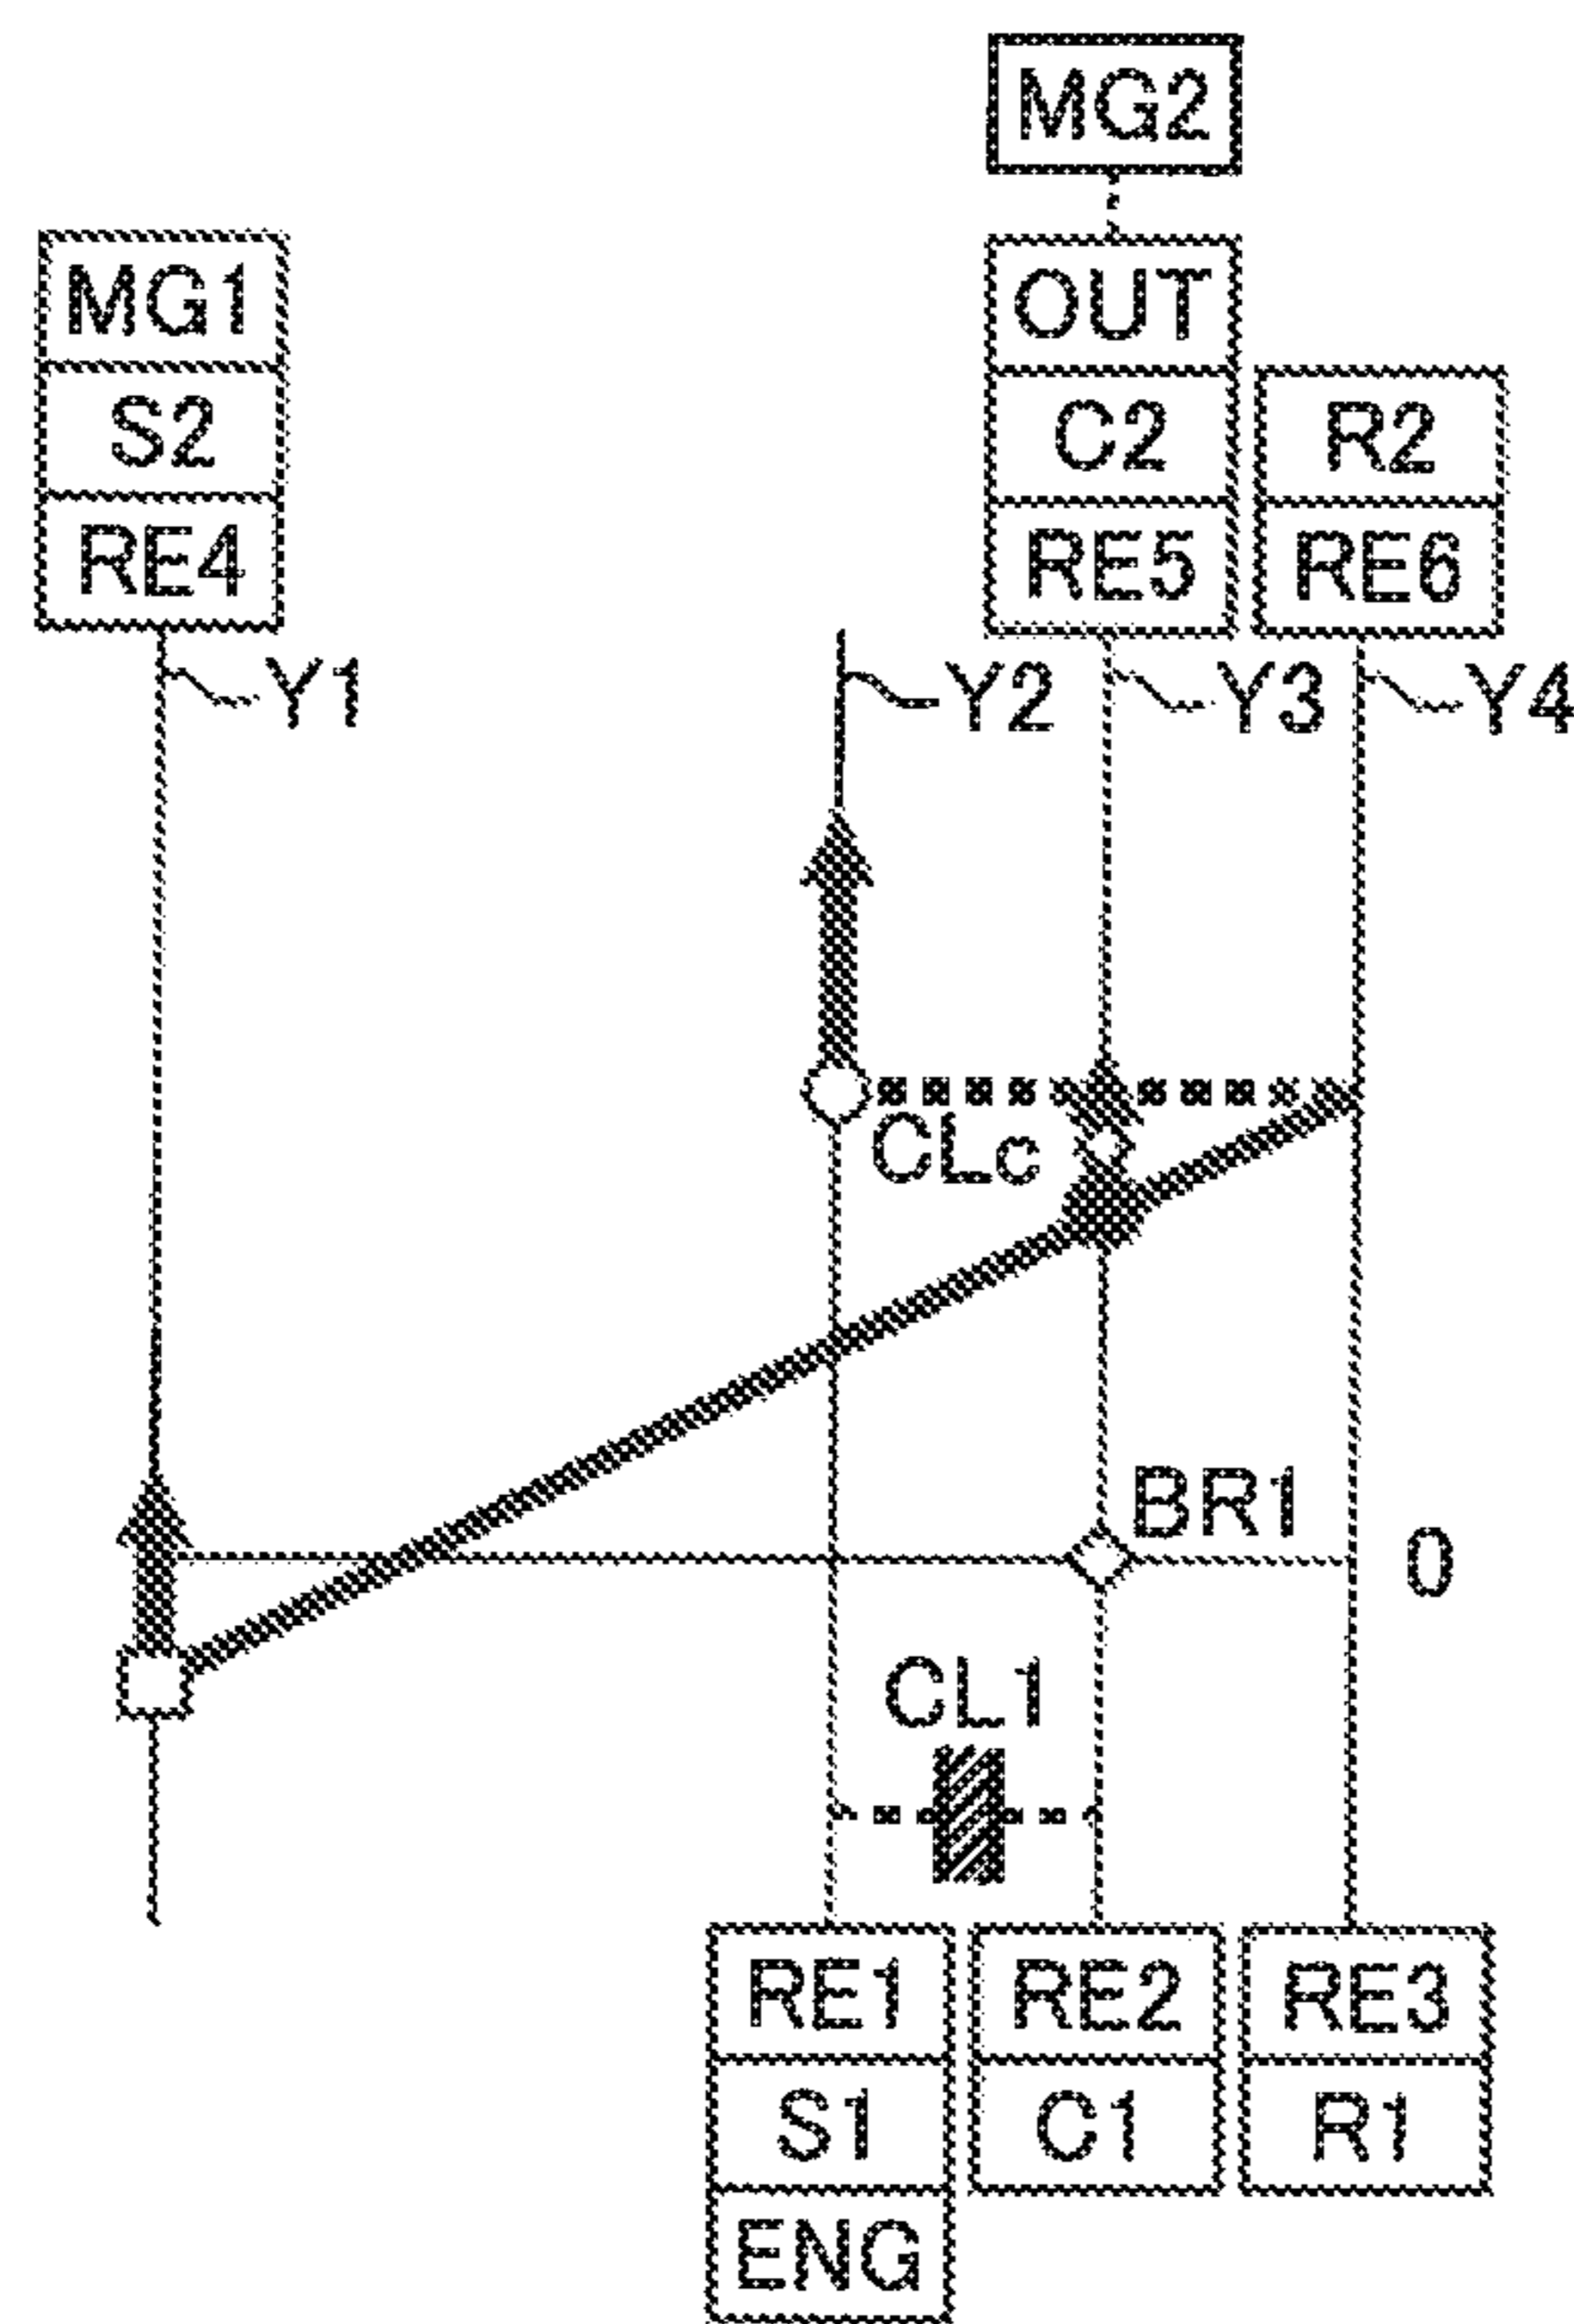 MG2
MG1
OUT
S2
C2
R2
RE4
RE5
RE6
Y1
Y2
Y3
Y4
CLc
BR1
0
CL1
RE1
RE2
RE3
S1
C1
R1
ENG